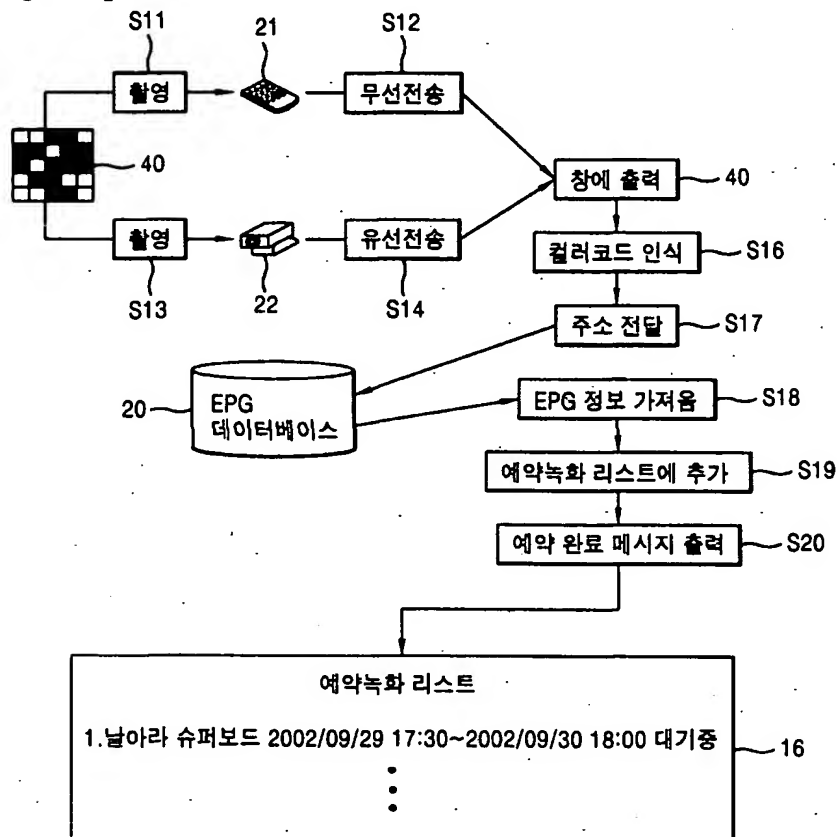 S11
21
S12
촬영
무선전송
40
창에 출력
40
촬영
유선전송
컬러코드 인식
S16
S13
22
S14
주소 전달
S17
20
EPG
데이터베이스
EPG 정보 가져옴
S18
예약녹화 리스트에 추가
S19
예약 완료 메시지 출력
S20
예약녹화 리스트
1.날아라 슈퍼보드 2002/09/29 17:30~2002/09/30 18:00 대기중
16